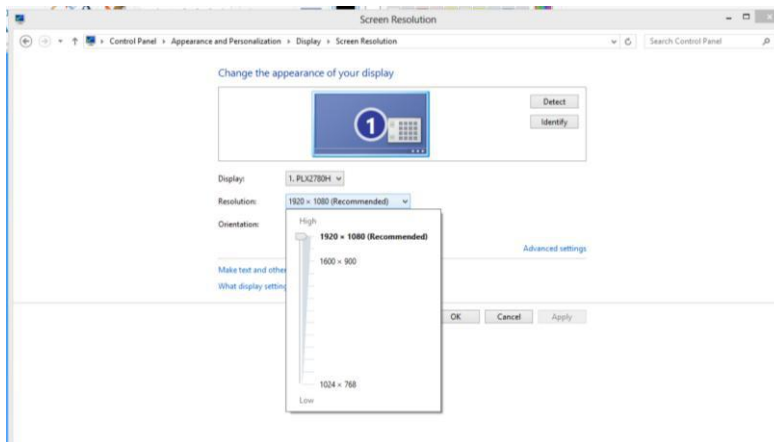 Screen Resolution
Control Panel › Appearance and Personalization › Display › Screen Resolution
Search Control Panel
Change the appearance of your display
1
Detect
Identify
Display: 1. PLX2780H
Resolution: 1920 × 1080 (Recommended)
Orientation:
High
1920 × 1080 (Recommended)
1600 × 900
1024 × 768
Low
Advanced settings
Make text and other
What display setting
OK Cancel Apply